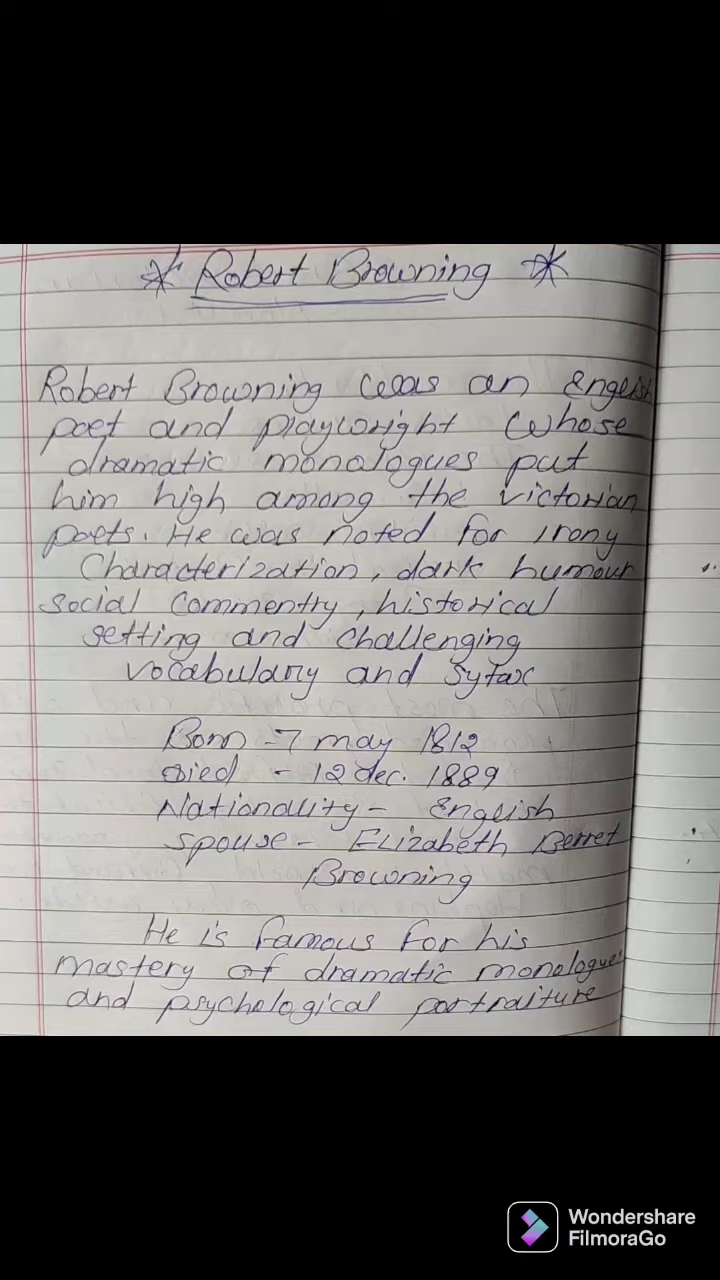 * Robert Browning *
Robert Browning was an English
poet and playwright whose
dramatic monologues put
him high among the victorian
poets. He was noted for irony
Characterization, dark humour
social Commentry, historical
setting and challenging
vocabulary and sytax
Born - 7 may 1812
Died - 12 dec. 1889
Nationality - English
Spouse - Elizabeth Berret
Browning
He is famous for his
mastery of dramatic monologue
and psychological portraiture
Wondershare
FilmoraGo